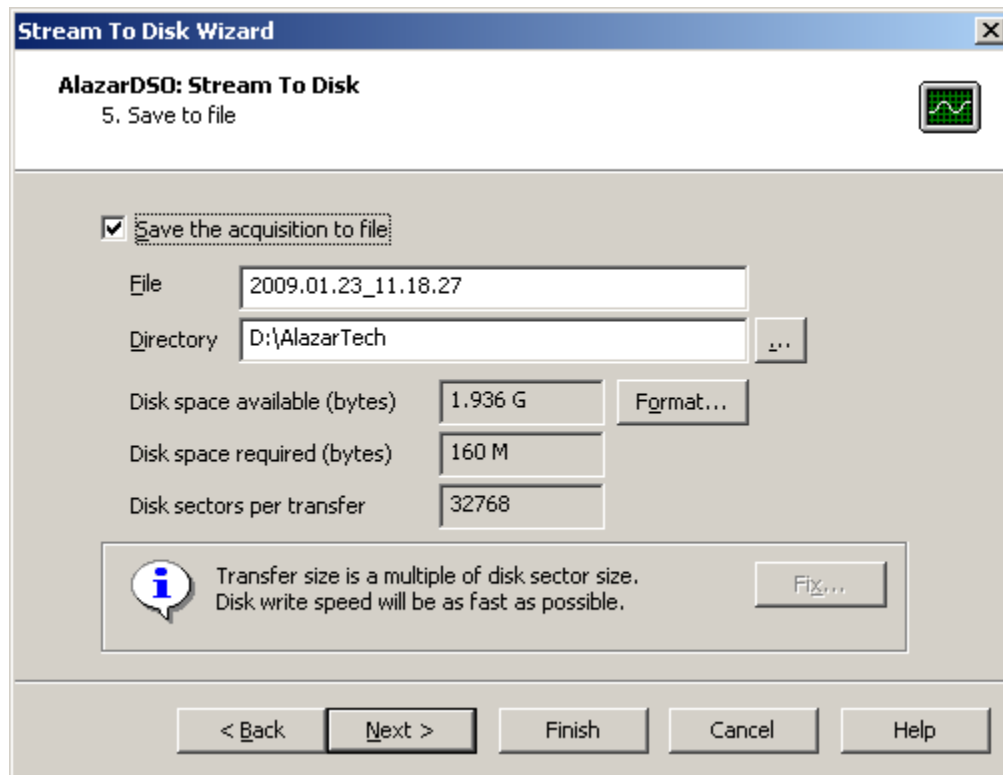 Stream To Disk Wizard
AlazarDSO: Stream To Disk
5. Save to file
Save the acquisition to file
File 2009.01.23_11.18.27
Directory D:\AlazarTech ...
Disk space available (bytes) 1.936 G Format...
Disk space required (bytes) 160 M
Disk sectors per transfer 32768
Transfer size is a multiple of disk sector size.
Disk write speed will be as fast as possible.
Fix...
< Back Next > Finish Cancel Help